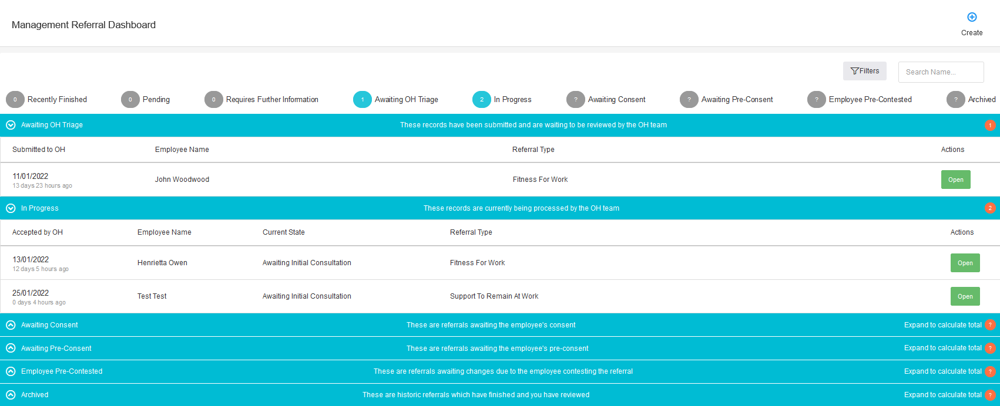 Management Referral Dashboard
Create
Filters
Search Name...
0 Recently Finished 0 Pending 0 Requires Further Information 1 Awaiting OH Triage 2 In Progress ? Awaiting Consent ? Awaiting Pre-Consent ? Employee Pre-Contested ? Archived
Awaiting OH Triage These records have been submitted and are waiting to be reviewed by the OH team 1
Submitted to OH Employee Name Referral Type Actions
11/01/2022
13 days 23 hours ago
John Woodwood Fitness For Work Open
In Progress These records are currently being processed by the OH team 2
Accepted by OH Employee Name Current State Referral Type Actions
13/01/2022
12 days 5 hours ago
Henrietta Owen Awaiting Initial Consultation Fitness For Work Open
25/01/2022
0 days 4 hours ago
Test Test Awaiting Initial Consultation Support To Remain At Work Open
Awaiting Consent These are referrals awaiting the employee's consent Expand to calculate total ?
Awaiting Pre-Consent These are referrals awaiting the employee's pre-consent Expand to calculate total ?
Employee Pre-Contested These are referrals awaiting changes due to the employee contesting the referral Expand to calculate total ?
Archived These are historic referrals which have finished and you have reviewed Expand to calculate total ?